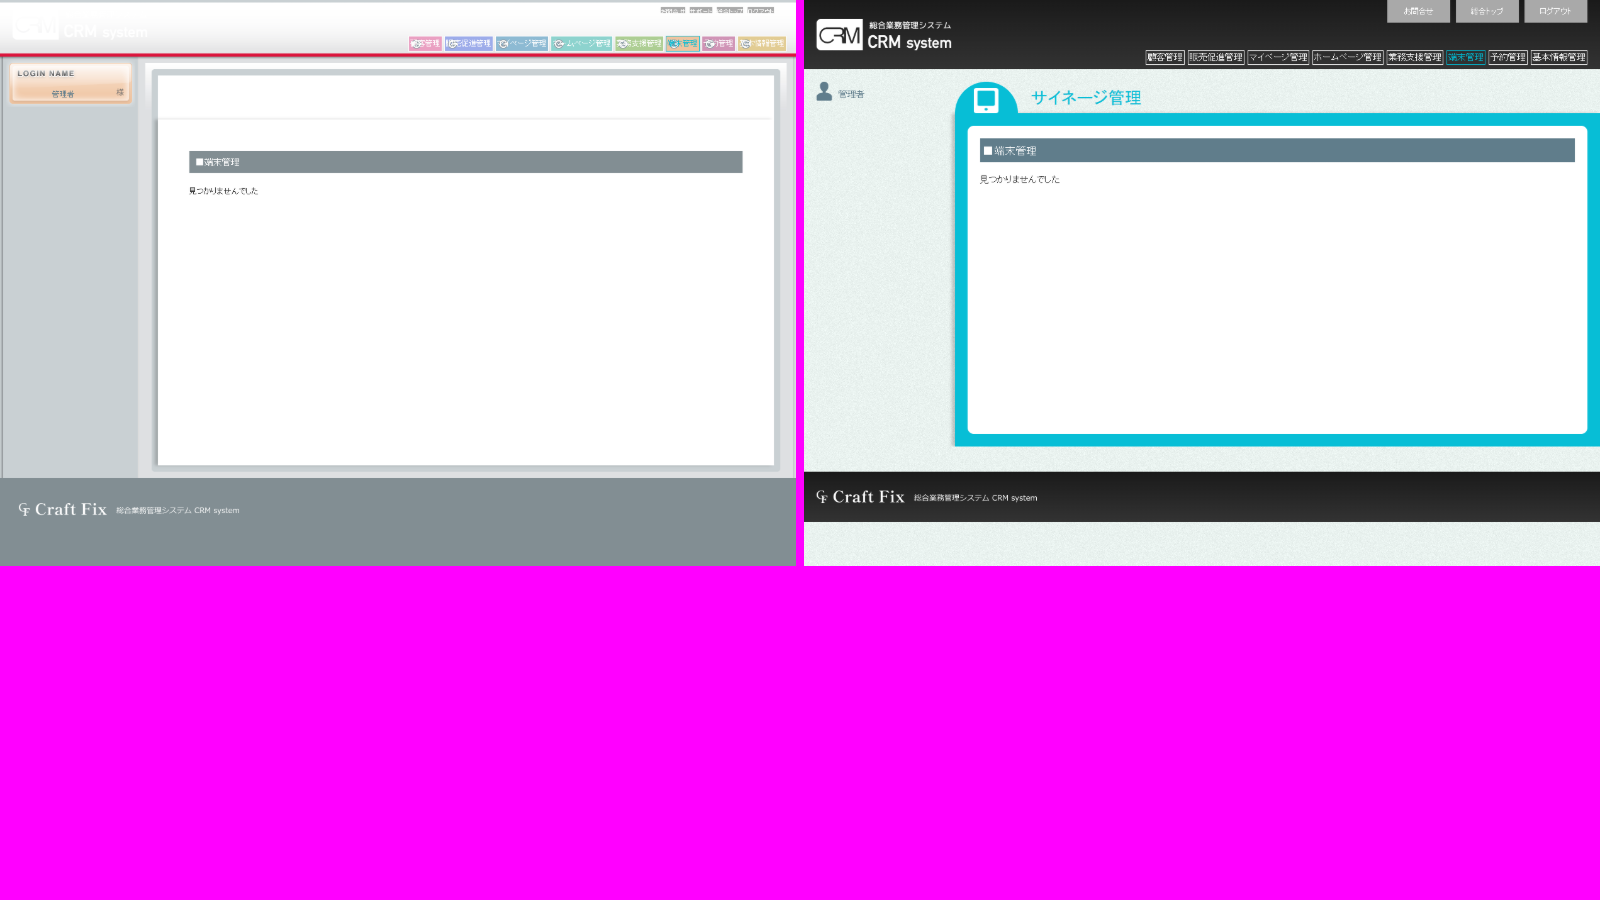 CRM system
LOGIN NAME
管理者 様
■端末管理
見つかりませんでした
Craft Fix 総合業務管理システム CRM system
お問合せ 総合トップ ログアウト
CRM 総合業務管理システム
CRM system
顧客管理 販売促進管理 マイページ管理 ホームページ管理 業務支援管理 端末管理 予約管理 基本情報管理
管理者
サイネージ管理
■端末管理
見つかりませんでした
Craft Fix 総合業務管理システム CRM system